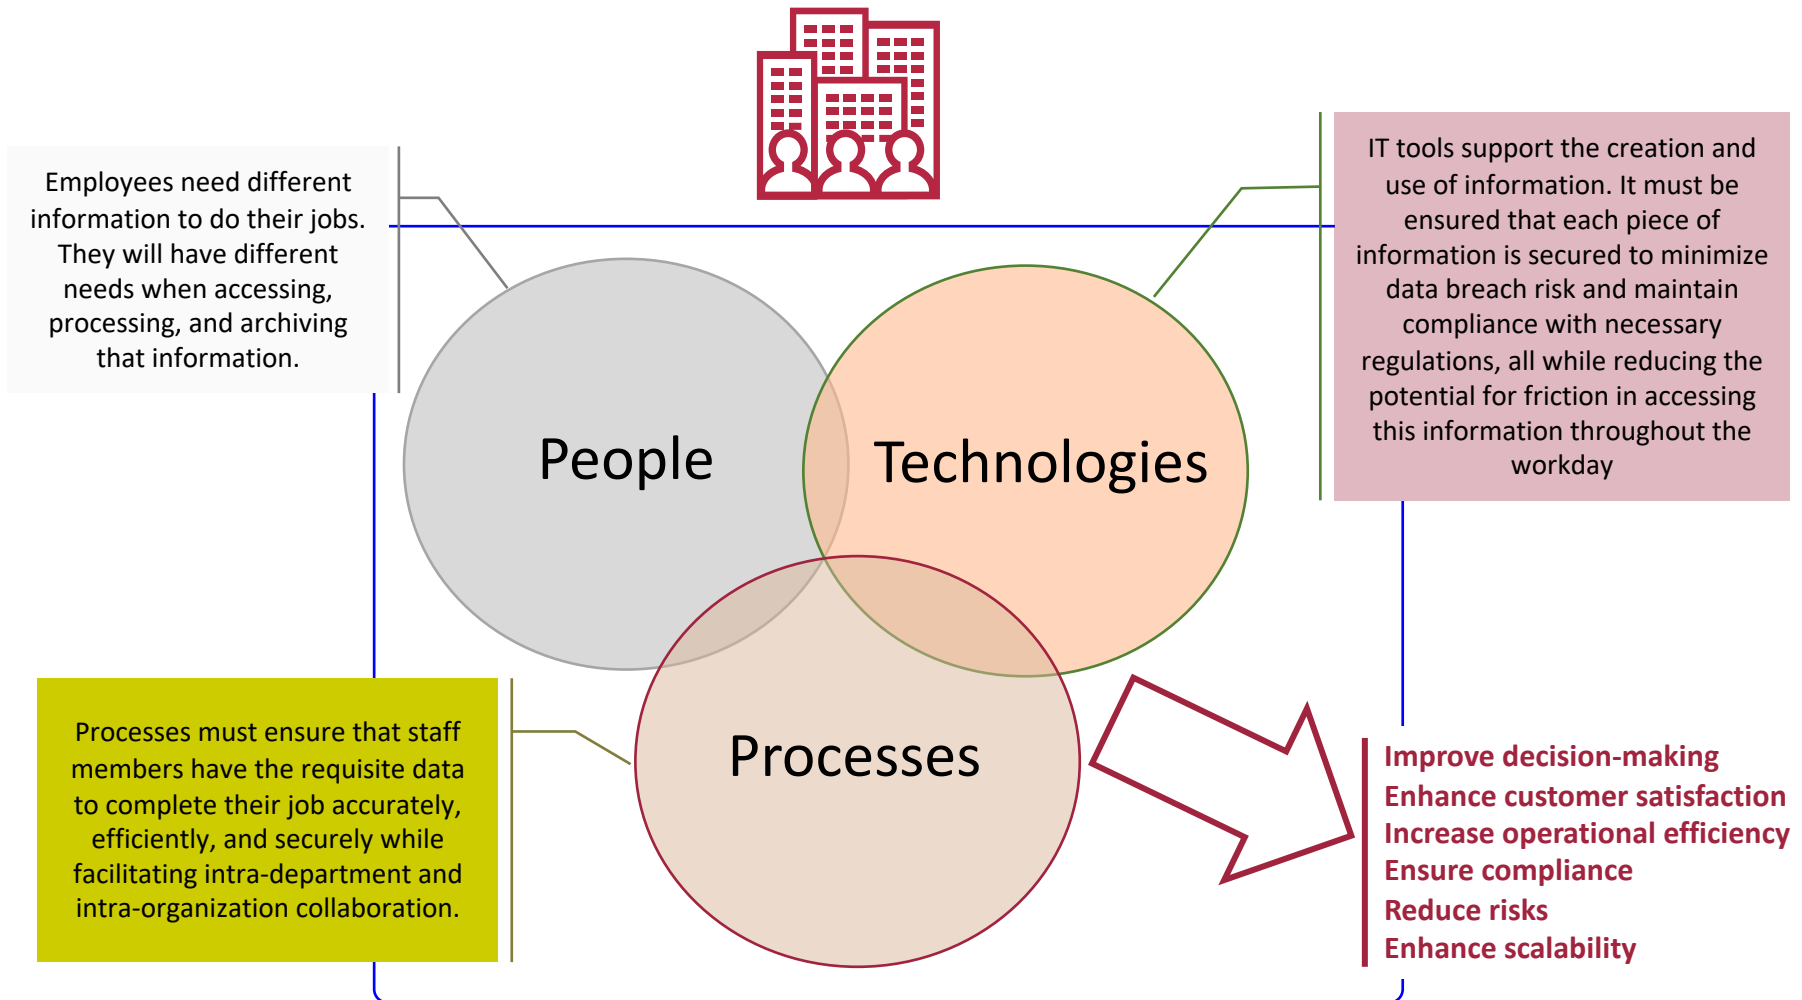 Employees need different
information to do their jobs.
They will have different
needs when accessing,
processing, and archiving
that information.
IT tools support the creation and
use of information. It must be
ensured that each piece of
information is secured to minimize
data breach risk and maintain
compliance with necessary
regulations, all while reducing the
potential for friction in accessing
this information throughout the
workday
People
Technologies
Processes
Processes must ensure that staff
members have the requisite data
to complete their job accurately,
efficiently, and securely while
facilitating intra-department and
intra-organization collaboration.
Improve decision-making
Enhance customer satisfaction
Increase operational efficiency
Ensure compliance
Reduce risks
Enhance scalability